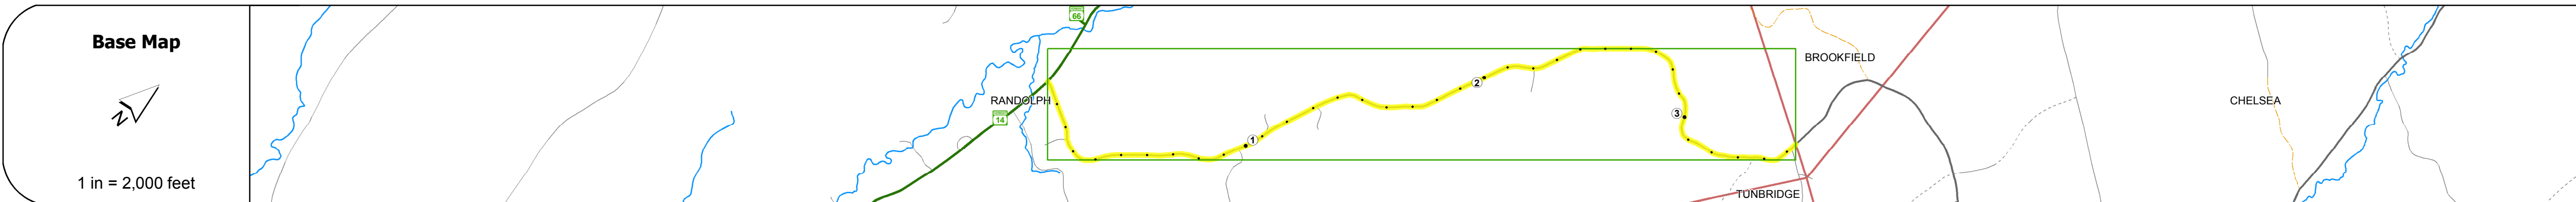 Base Map
N
1 in = 2,000 feet
66
RANDOLPH
14
1
2
3
BROOKFIELD
TUNBRIDGE
CHELSEA